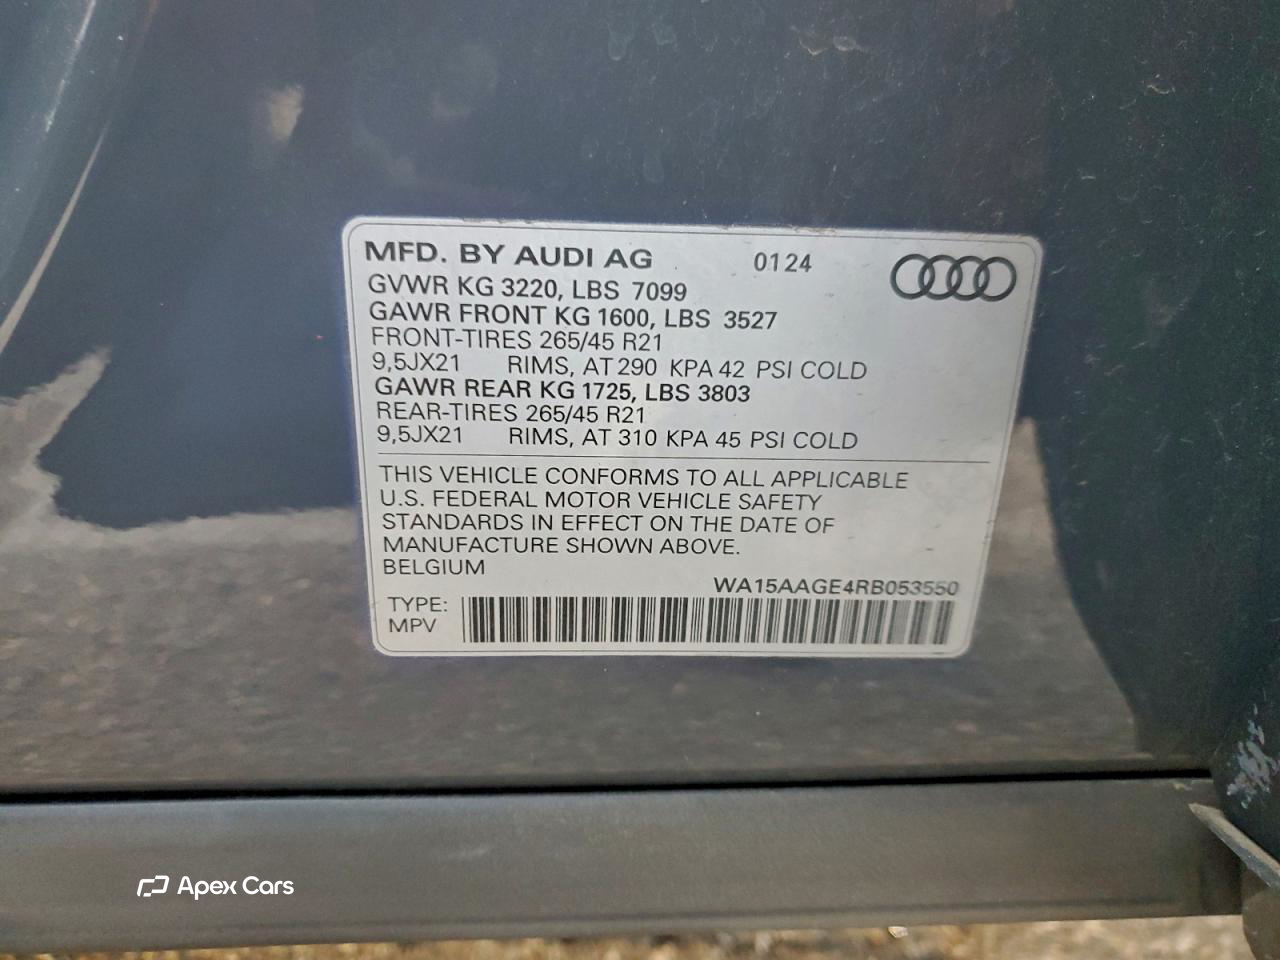 MFD. BY AUDI AG 0124
GVWR KG 3220, LBS 7099
GAWR FRONT KG 1600, LBS 3527
FRONT-TIRES 265/45 R21
9,5JX21 RIMS, AT 290 KPA 42 PSI COLD
GAWR REAR KG 1725, LBS 3803
REAR-TIRES 265/45 R21
9,5JX21 RIMS, AT 310 KPA 45 PSI COLD
THIS VEHICLE CONFORMS TO ALL APPLICABLE
U.S. FEDERAL MOTOR VEHICLE SAFETY
STANDARDS IN EFFECT ON THE DATE OF
MANUFACTURE SHOWN ABOVE.
BELGIUM
WA15AAGE4RB053550
TYPE:
MPV
Apex Cars